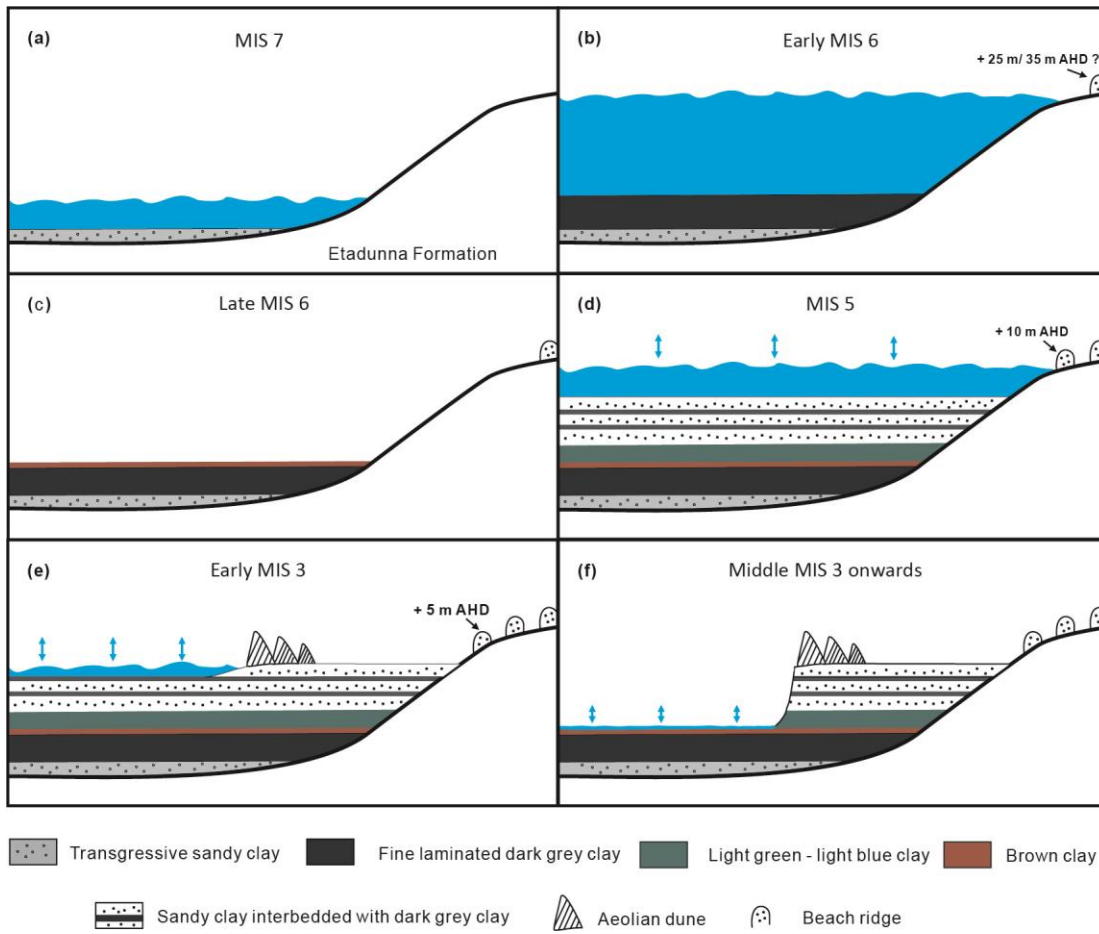 (a)
MIS 7
Etadunna Formation
(b)
Early MIS 6
+ 25 m/ 35 m AHD ?
(c)
Late MIS 6
(d)
MIS 5
+ 10 m AHD
(e)
Early MIS 3
+ 5 m AHD
(f)
Middle MIS 3 onwards
Transgressive sandy clay
Fine laminated dark grey clay
Light green - light blue clay
Brown clay
Sandy clay interbedded with dark grey clay
Aeolian dune
Beach ridge